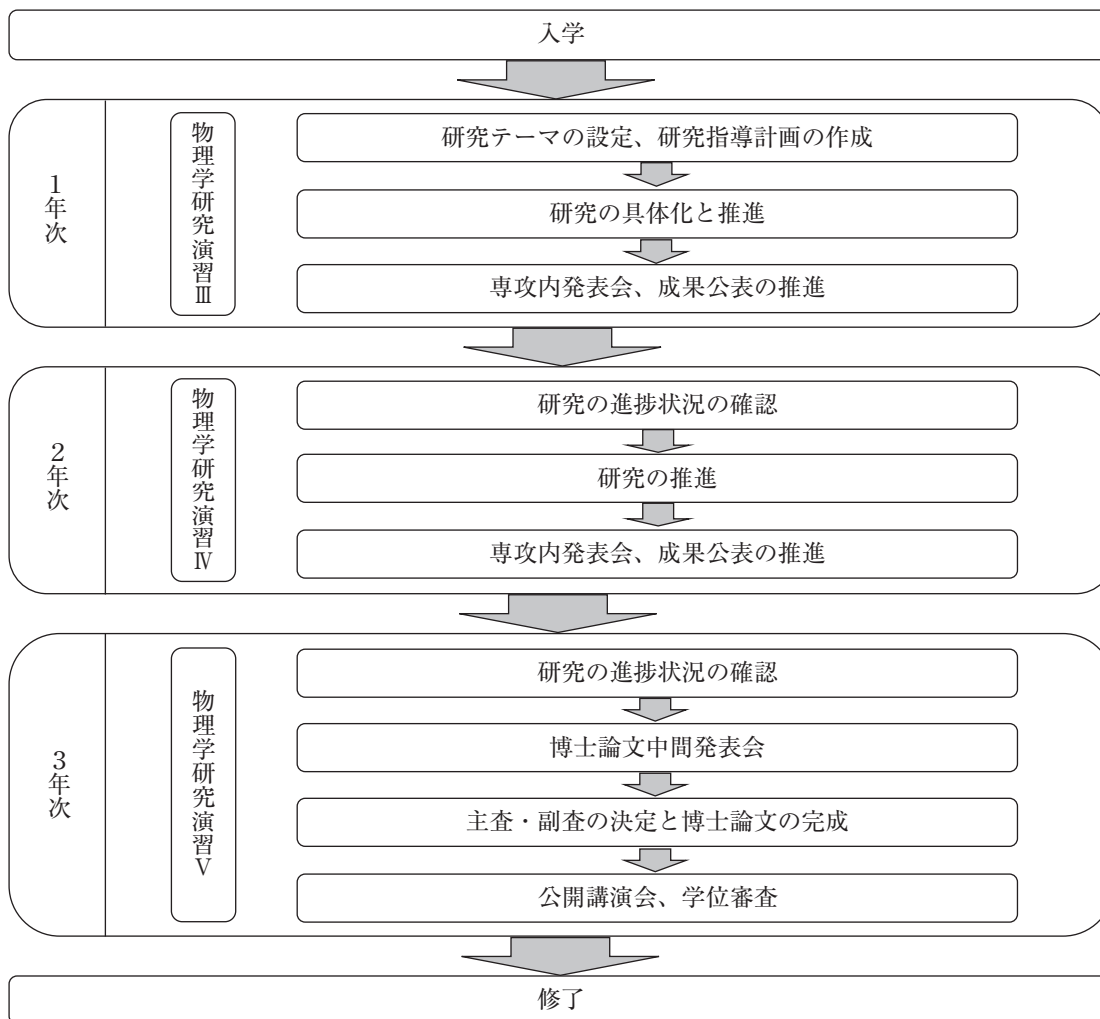 入学
1年次
物理学研究演習Ⅲ
研究テーマの設定、研究指導計画の作成
研究の具体化と推進
専攻内発表会、成果公表の推進
2年次
物理学研究演習Ⅳ
研究の進捗状況の確認
研究の推進
専攻内発表会、成果公表の推進
3年次
物理学研究演習Ⅴ
研究の進捗状況の確認
博士論文中間発表会
主査・副査の決定と博士論文の完成
公開講演会、学位審査
修了